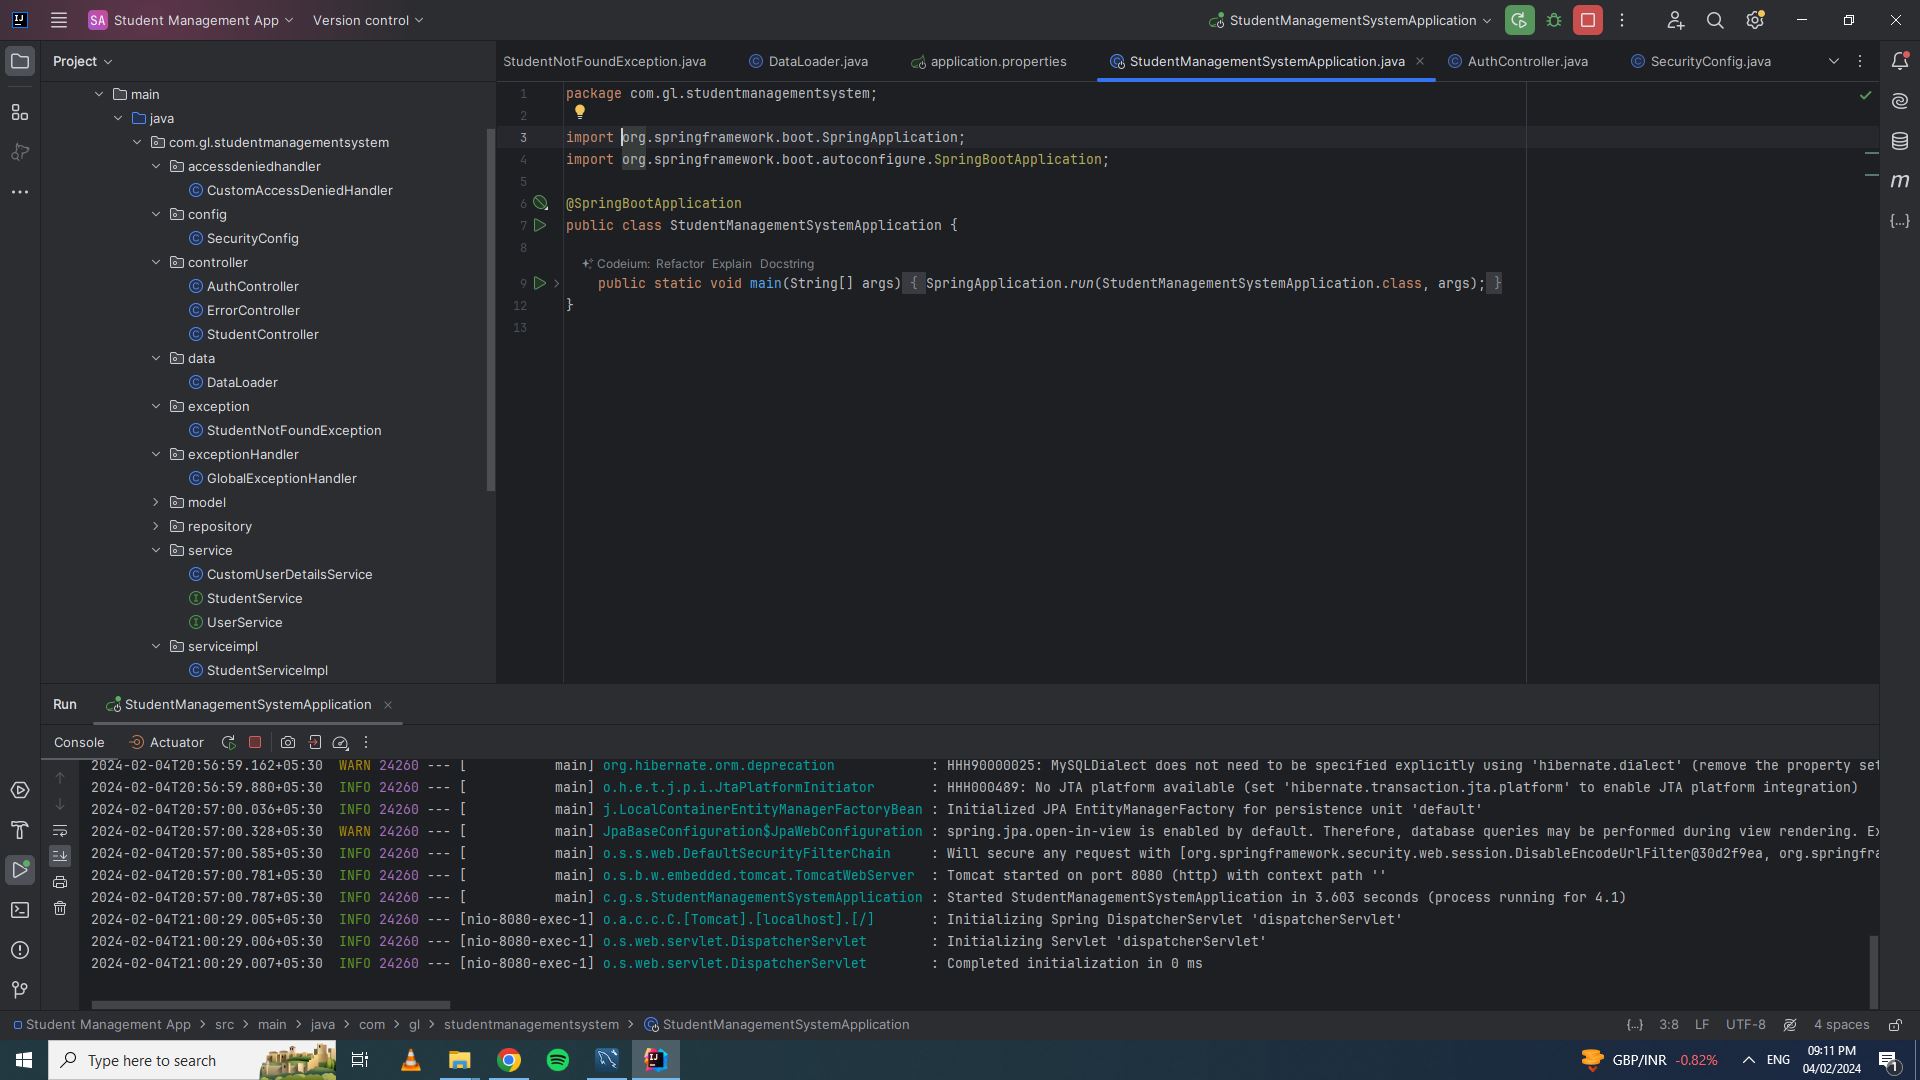 SA Student Management App Version control StudentManagementSystemApplication
Project
StudentNotFoundException.java DataLoader.java application.properties StudentManagementSystemApplication.java AuthController.java SecurityConfig.java
main
java
com.gl.studentmanagementsystem
accessdeniedhandler
CustomAccessDeniedHandler
config
SecurityConfig
controller
AuthController
ErrorController
StudentController
data
DataLoader
exception
StudentNotFoundException
exceptionHandler
GlobalExceptionHandler
model
repository
service
CustomUserDetailsService
StudentService
UserService
serviceimpl
StudentServiceImpl
1 package com.gl.studentmanagementsystem;
2
3 import org.springframework.boot.SpringApplication;
4 import org.springframework.boot.autoconfigure.SpringBootApplication;
5
6 @SpringBootApplication
7 public class StudentManagementSystemApplication {
8
Codeium: Refactor Explain Docstring
9 public static void main(String[] args) { SpringApplication.run(StudentManagementSystemApplication.class, args); }
12 }
13
Run StudentManagementSystemApplication
Console Actuator
2024-02-04T20:56:59.162+05:30 WARN 24260 --- [ main] org.hibernate.orm.deprecation : HHH90000025: MySQLDialect does not need to be specified explicitly using 'hibernate.dialect' (remove the property set
2024-02-04T20:56:59.880+05:30 INFO 24260 --- [ main] o.h.e.t.j.p.i.JtaPlatformInitiator : HHH000489: No JTA platform available (set 'hibernate.transaction.jta.platform' to enable JTA platform integration)
2024-02-04T20:57:00.036+05:30 INFO 24260 --- [ main] j.LocalContainerEntityManagerFactoryBean : Initialized JPA EntityManagerFactory for persistence unit 'default'
2024-02-04T20:57:00.328+05:30 WARN 24260 --- [ main] JpaBaseConfiguration$JpaWebConfiguration : spring.jpa.open-in-view is enabled by default. Therefore, database queries may be performed during view rendering. Ex
2024-02-04T20:57:00.585+05:30 INFO 24260 --- [ main] o.s.s.web.DefaultSecurityFilterChain : Will secure any request with [org.springframework.security.web.session.DisableEncodeUrlFilter@30d2f9ea, org.springfra
2024-02-04T20:57:00.781+05:30 INFO 24260 --- [ main] o.s.b.w.embedded.tomcat.TomcatWebServer : Tomcat started on port 8080 (http) with context path ''
2024-02-04T20:57:00.787+05:30 INFO 24260 --- [ main] c.g.s.StudentManagementSystemApplication : Started StudentManagementSystemApplication in 3.603 seconds (process running for 4.1)
2024-02-04T21:00:29.005+05:30 INFO 24260 --- [nio-8080-exec-1] o.a.c.c.C.[Tomcat].[localhost].[/] : Initializing Spring DispatcherServlet 'dispatcherServlet'
2024-02-04T21:00:29.006+05:30 INFO 24260 --- [nio-8080-exec-1] o.s.web.servlet.DispatcherServlet : Initializing Servlet 'dispatcherServlet'
2024-02-04T21:00:29.007+05:30 INFO 24260 --- [nio-8080-exec-1] o.s.web.servlet.DispatcherServlet : Completed initialization in 0 ms
Student Management App > src > main > java > com > gl > studentmanagementsystem > StudentManagementSystemApplication {...} 3:8 LF UTF-8 4 spaces
Type here to search GBP/INR -0.82% ENG 09:11 PM
04/02/2024 1